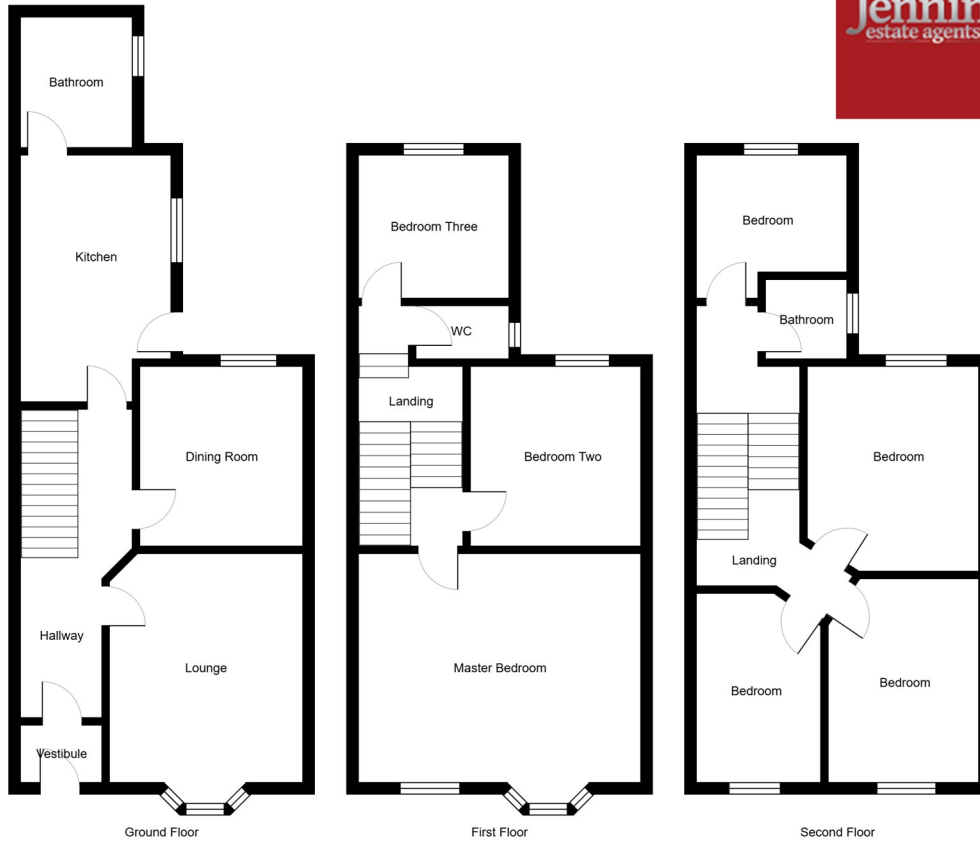 estate agents
Bathroom
Kitchen
Dining Room
Hallway
Lounge
Vestibule
Ground Floor
Bedroom Three
WC
Landing
Bedroom Two
Master Bedroom
First Floor
Bedroom
Bathroom
Bedroom
Landing
Bedroom
Bedroom
Second Floor